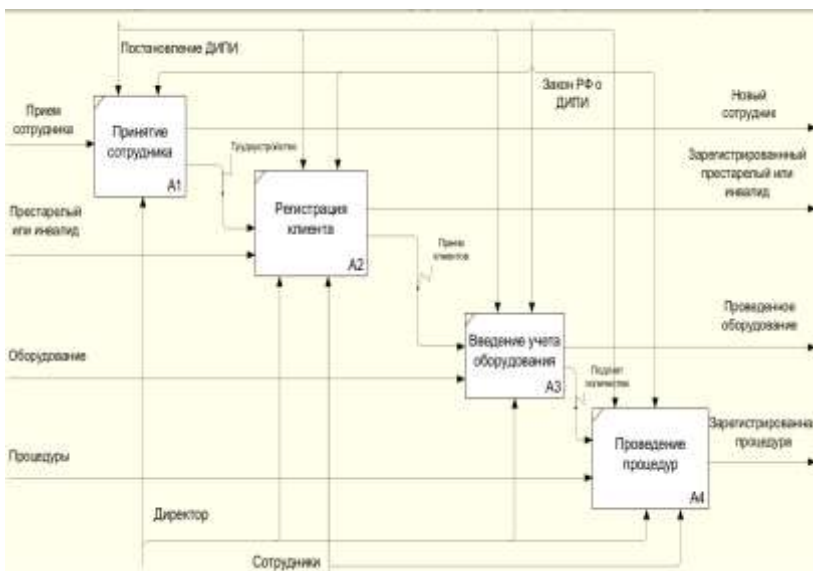 Постановление ДИПИ
Закон РФ о
ДИПИ
Прием
сотрудника
Принятие
сотрудника
A1
Новый
сотрудние
Трудоустройство
Зарегистрированнный
престарелый или
инвалид
Престарелый
или инвалид
Регистрация
клиента
A2
Прием
клиентов
Проведенное
оборудование
Введение учета
оборудования
A3
Оборудование
Подсчет
количества
Зарегистрированна
процедура
Проведение
процедур
A4
Процедуры
Директор
Сотрудники